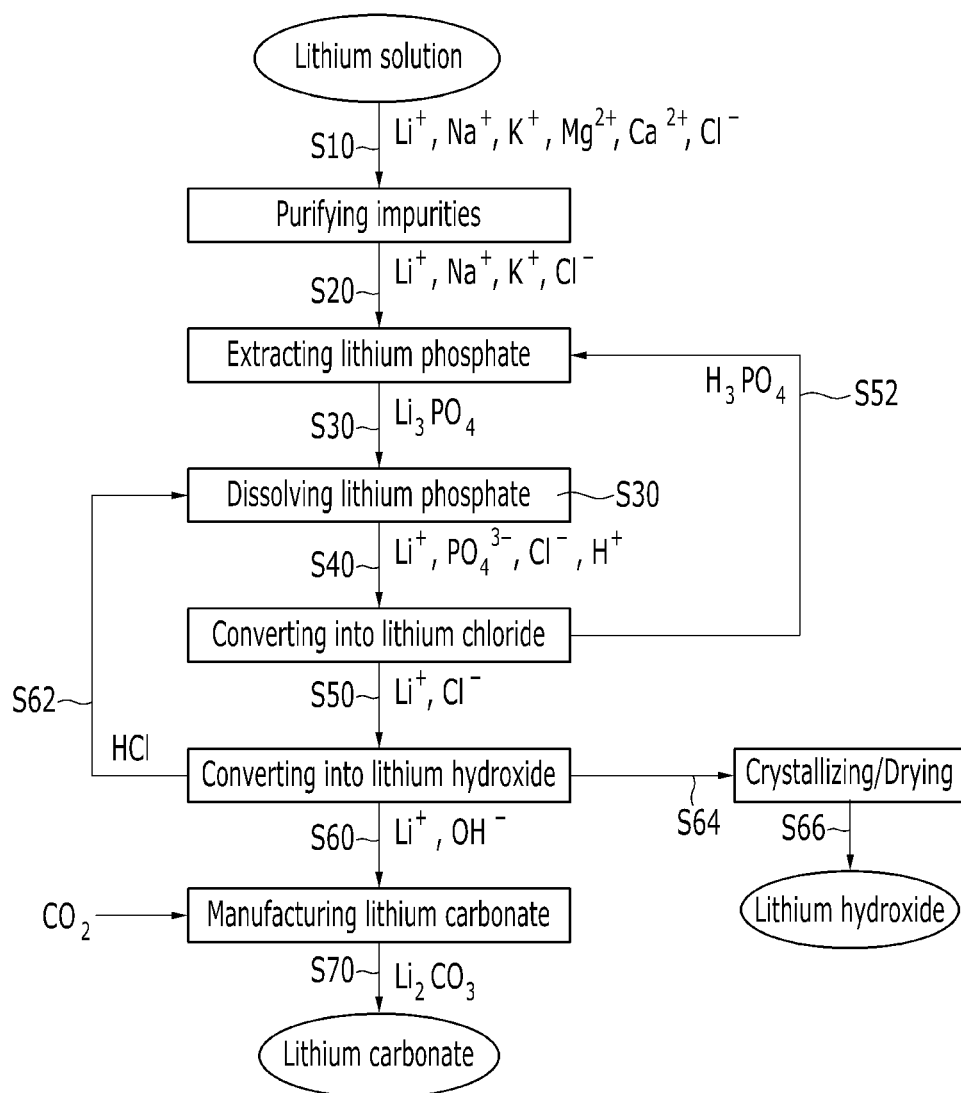 Lithium solution
S10
Li⁺, Na⁺, K⁺, Mg²⁺, Ca²⁺, Cl⁻
Purifying impurities
S20
Li⁺, Na⁺, K⁺, Cl⁻
Extracting lithium phosphate
H₃PO₄
S52
S30
Li₃PO₄
Dissolving lithium phosphate
S30
S40
Li⁺, PO₄³⁻, Cl⁻, H⁺
Converting into lithium chloride
S50
Li⁺, Cl⁻
S62
HCl
Converting into lithium hydroxide
S64
Crystallizing/Drying
S60
Li⁺, OH⁻
S66
CO₂
Manufacturing lithium carbonate
Lithium hydroxide
S70
Li₂CO₃
Lithium carbonate